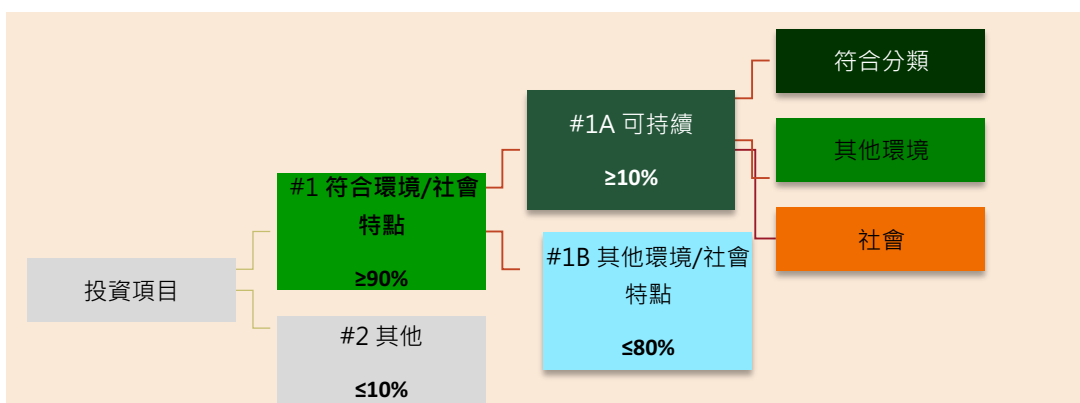 投資項目
#1 符合環境/社會
特點
≥90%
#2 其他
≤10%
#1A 可持續
≥10%
#1B 其他環境/社會
特點
≤80%
符合分類
其他環境
社會